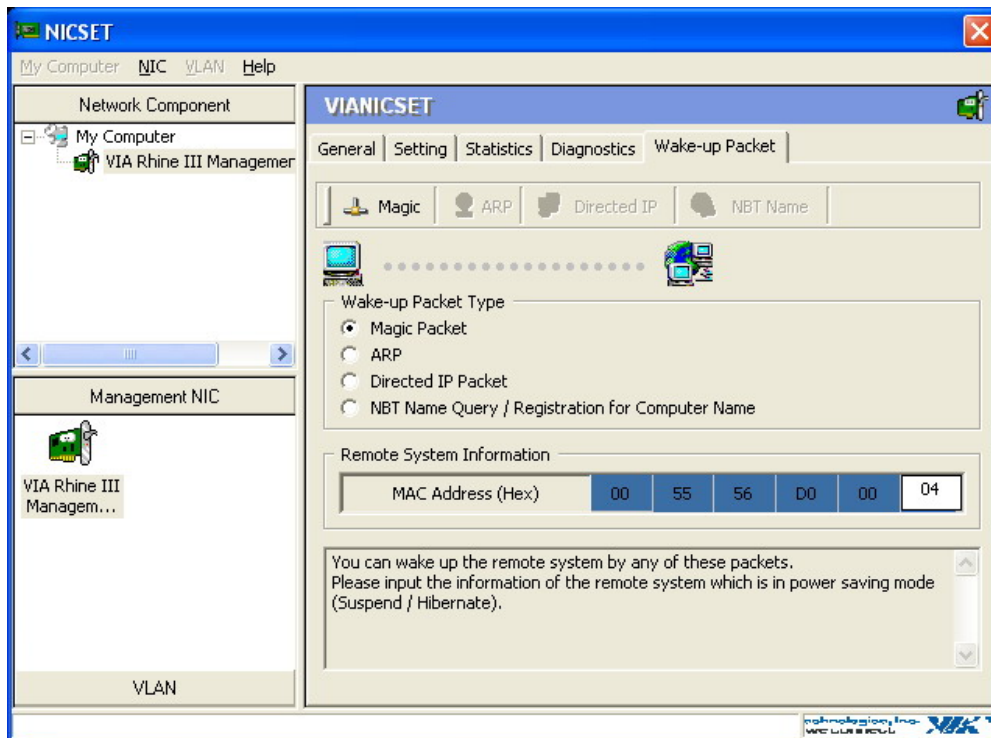 NICSET
My Computer NIC VLAN Help
Network Component
My Computer
VIA Rhine III Managemer
Management NIC
VIA Rhine III
Managem...
VLAN
VIANICSET
General Setting Statistics Diagnostics Wake-up Packet
Magic ARP Directed IP NBT Name
Wake-up Packet Type
Magic Packet
ARP
Directed IP Packet
NBT Name Query / Registration for Computer Name
Remote System Information
MAC Address (Hex) 00 55 56 D0 00 04
You can wake up the remote system by any of these packets.
Please input the information of the remote system which is in power saving mode
(Suspend / Hibernate).
VIA